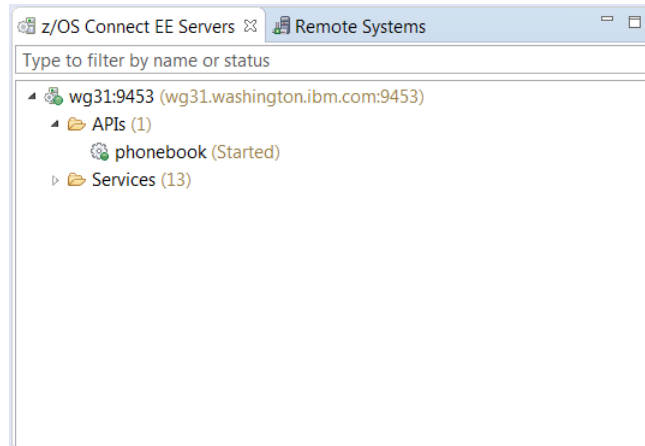 z/OS Connect EE Servers Remote Systems
Type to filter by name or status
wg31:9453 (wg31.washington.ibm.com:9453)
APIs (1)
phonebook (Started)
Services (13)